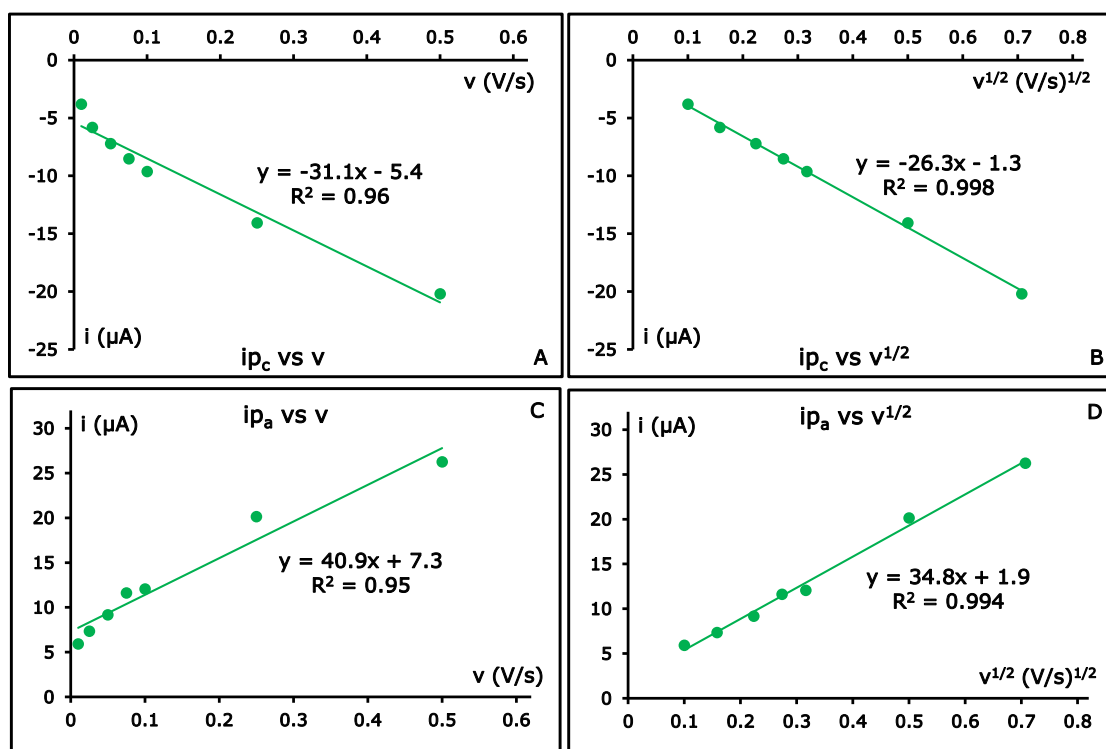 0 0.1 0.2 0.3 0.4 0.5 0.6
v (V/s)
0
-5
-10
-15
-20
-25
y = -31.1x - 5.4
R² = 0.96
i (µA)
ip_c vs v
A
0 0.1 0.2 0.3 0.4 0.5 0.6 0.7 0.8
v^1/2 (V/s)^1/2
0
-5
-10
-15
-20
-25
y = -26.3x - 1.3
R² = 0.998
i (µA)
ip_c vs v^1/2
B
ip_a vs v
C
i (µA)
30
25
20
15
10
5
0
y = 40.9x + 7.3
R² = 0.95
v (V/s)
0 0.1 0.2 0.3 0.4 0.5 0.6
ip_a vs v^1/2
D
i (µA)
30
25
20
15
10
5
0
y = 34.8x + 1.9
R² = 0.994
v^1/2 (V/s)^1/2
0 0.1 0.2 0.3 0.4 0.5 0.6 0.7 0.8